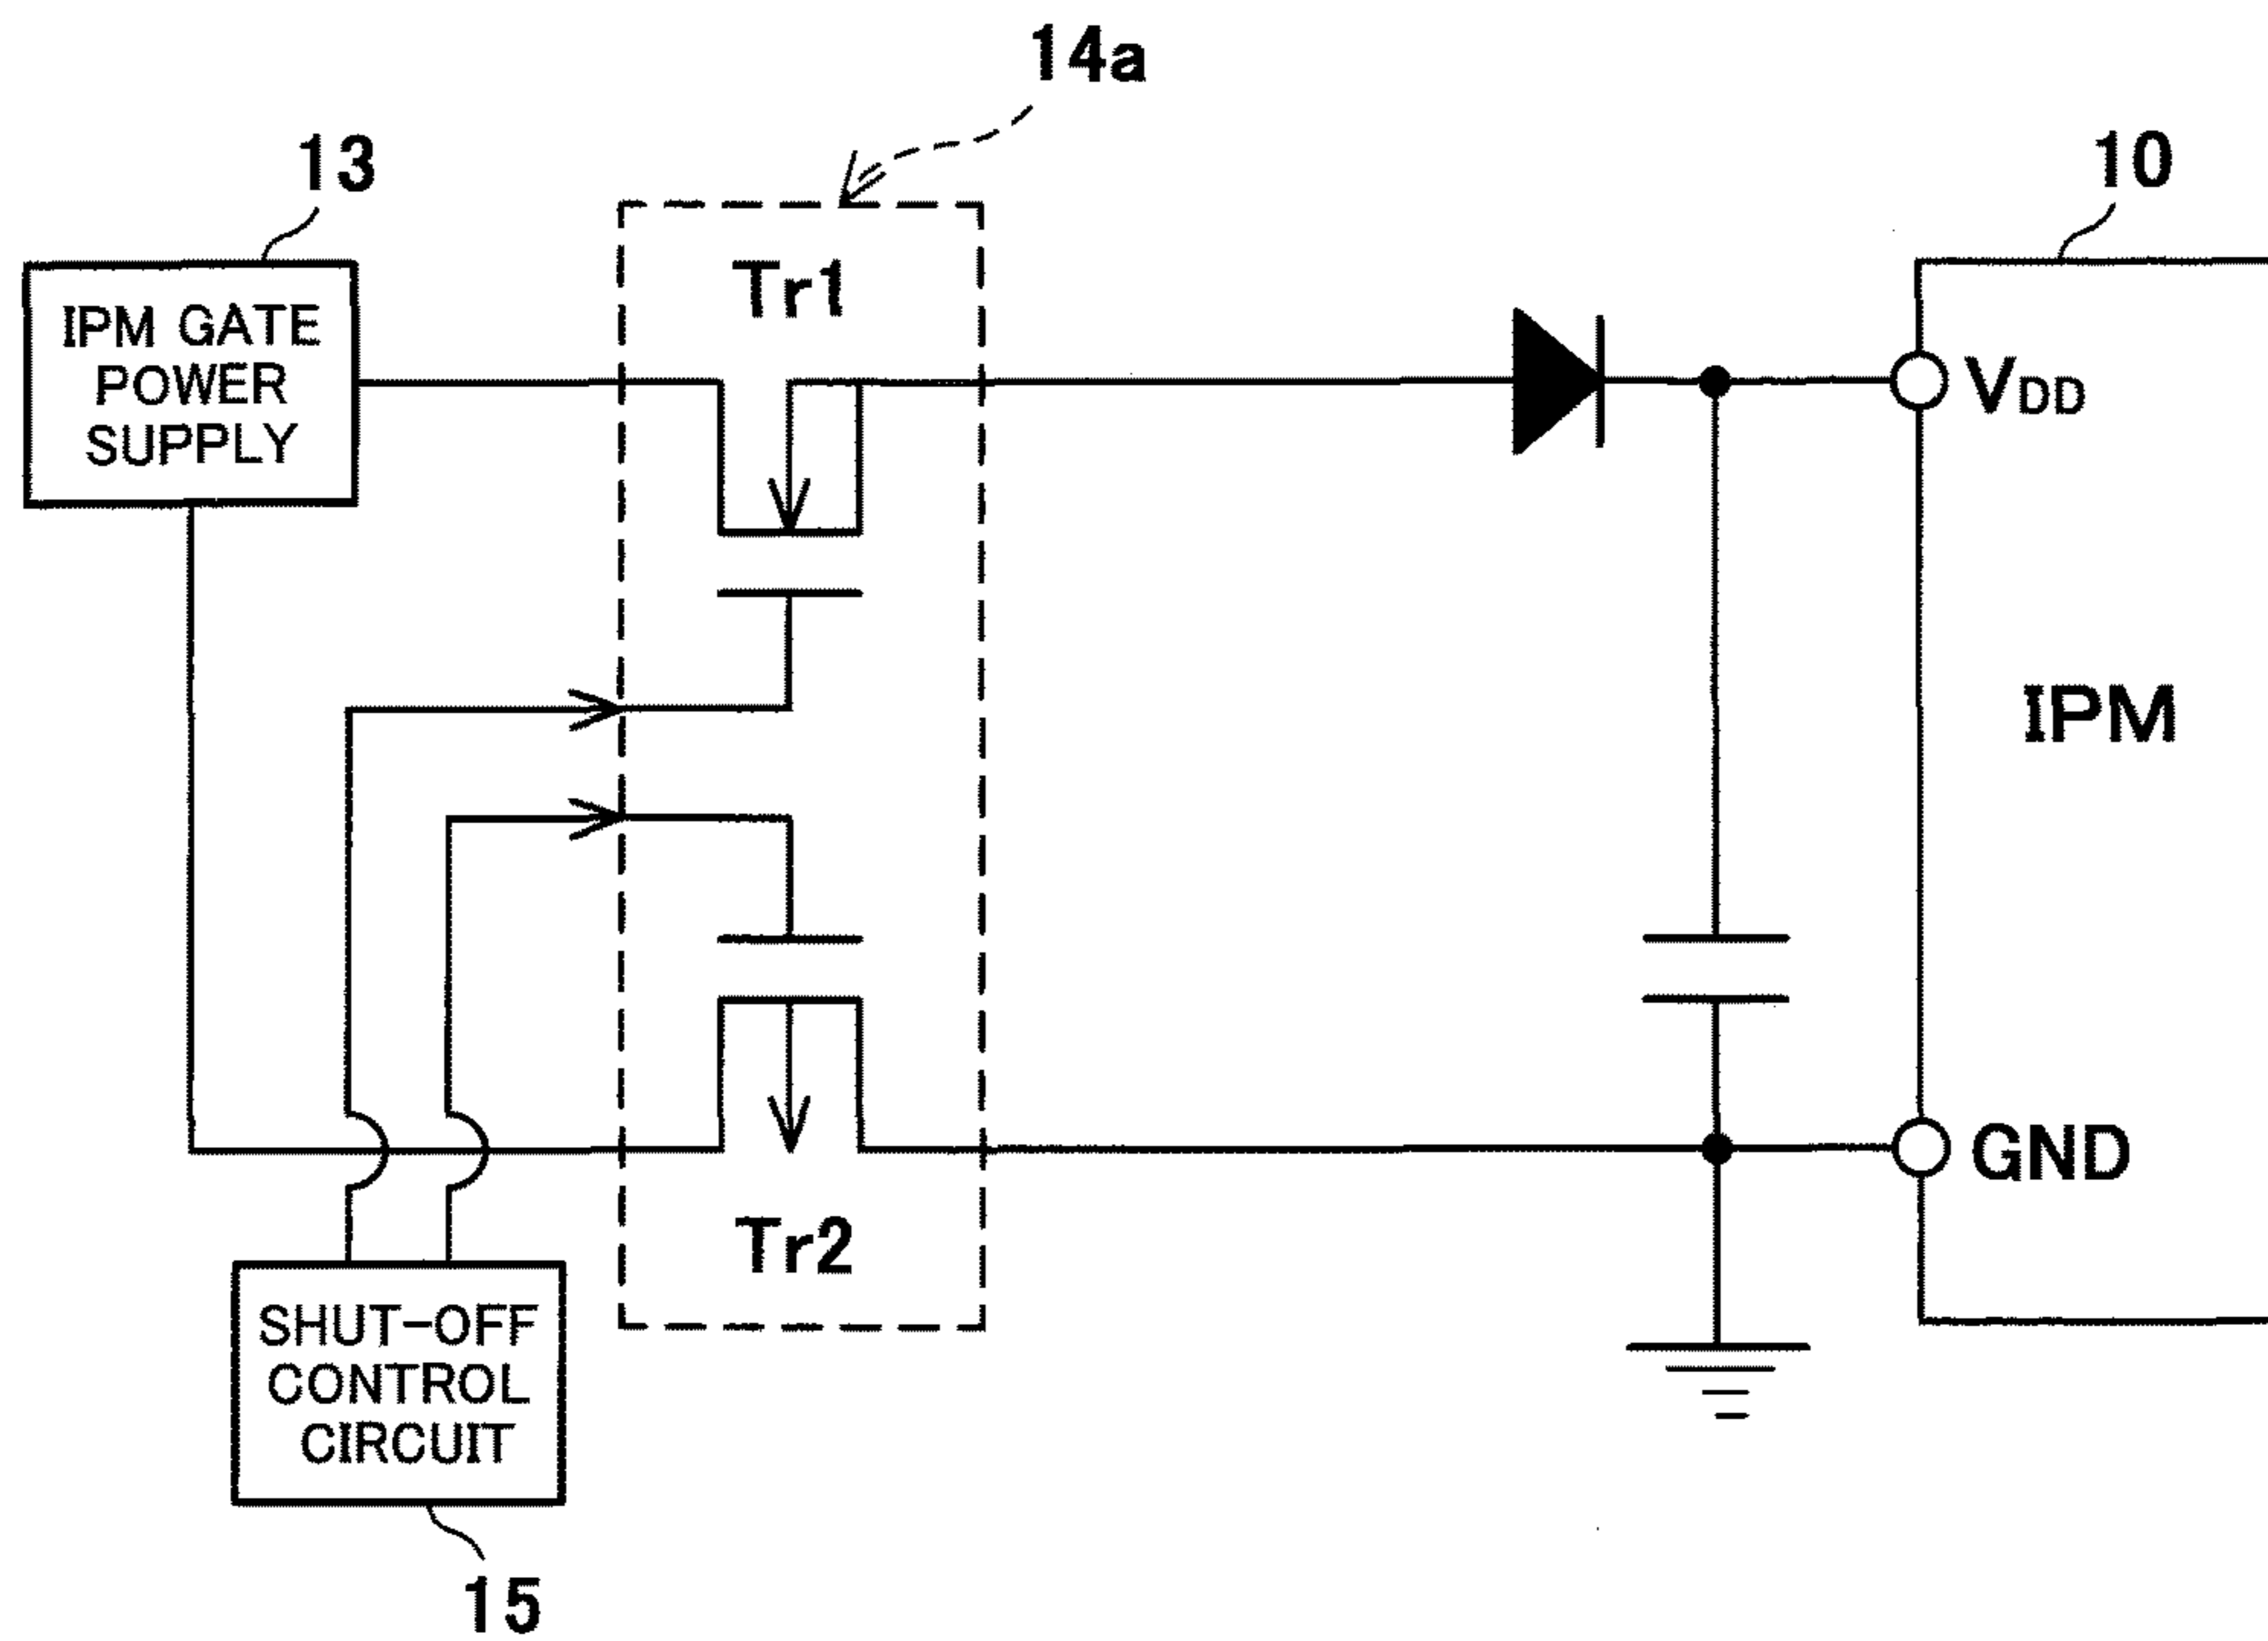 14a
13
10
IPM GATE
POWER
SUPPLY
Tr1
VDD
IPM
GND
Tr2
SHUT-OFF
CONTROL
CIRCUIT
15